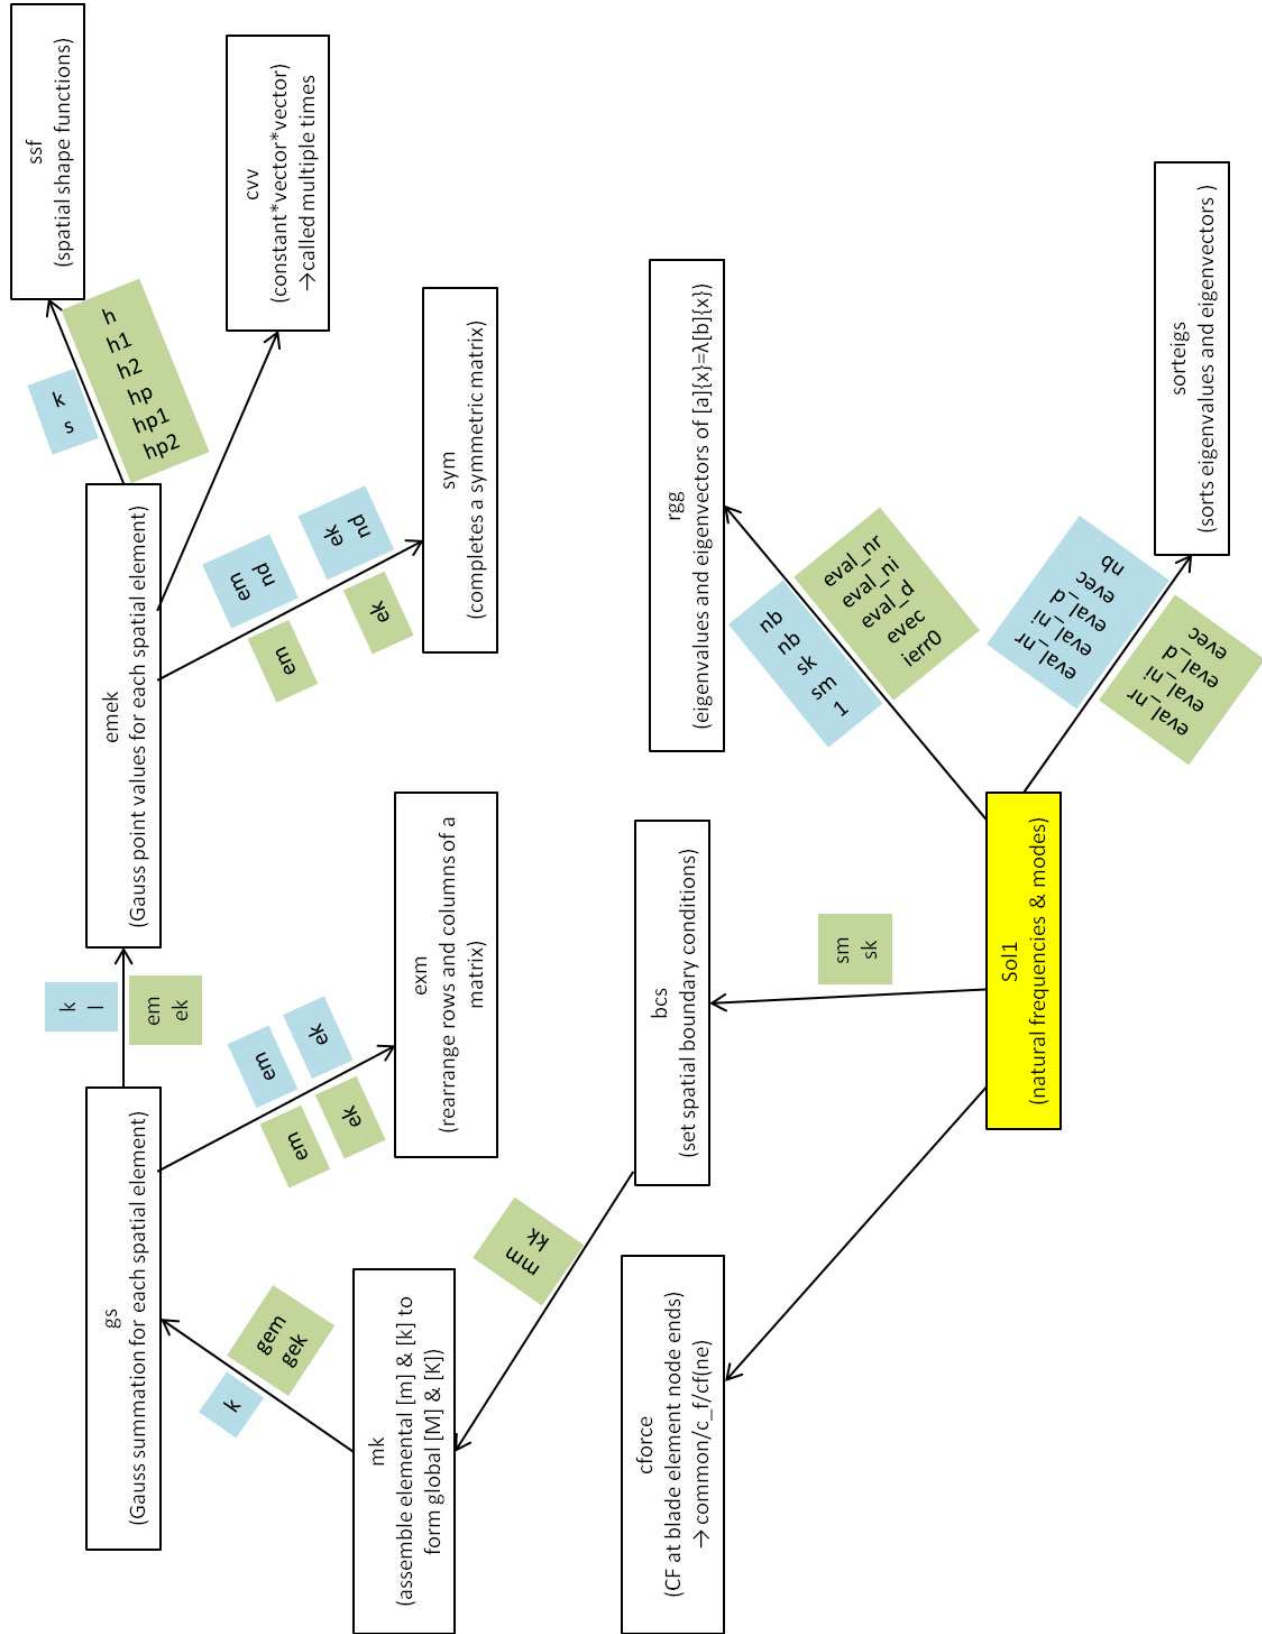 gs
(Gauss summation for each spatial element)
k
l
em
ek
emek
(Gauss point values for each spatial element)
k
s
h
h1
h2
hp
hp1
hp2
ssf
(spatial shape functions)
cvv
(constant*vector*vector)
→called multiple times
em
nd
em
ek
nd
ek
sym
(completes a symmetric matrix)
em
ek
em
ek
exm
(rearrange rows and columns of a
matrix)
k
gem
gek
mk
(assemble elemental [m] & [k] to
form global [M] & [K])
mm
kk
bcs
(set spatial boundary conditions)
sm
sk
cforce
(CF at blade element node ends)
→ common/c_f/cf(ne)
Sol1
(natural frequencies & modes)
nb
nb
sk
sm
1
eval_nr
eval_ni
eval_d
evec
ierr0
rgg
(eigenvalues and eigenvectors of [a]{x}=λ[b]{x})
eval_nr
eval_ni
eval_d
evec
nb
eval_nr
eval_ni
eval_d
evec
sorteigs
(sorts eigenvalues and eigenvectors )